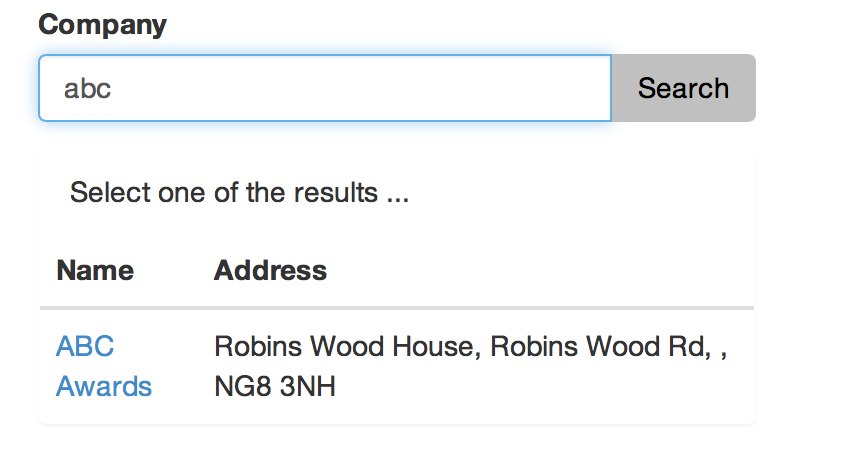 Company
abc Search
Select one of the results ...
Name Address
ABC Robins Wood House, Robins Wood Rd, ,
Awards NG8 3NH